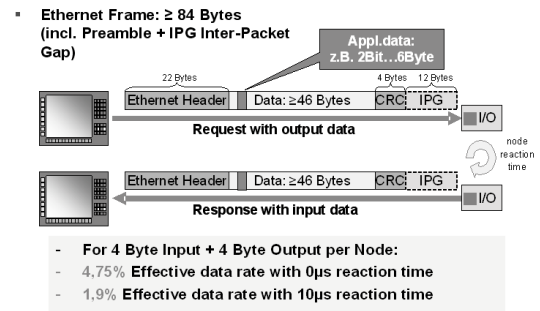 Ethernet Frame: ≥ 84 Bytes
(incl. Preamble + IPG Inter-Packet
Gap)
Appl.data:
z.B. 2Bit…6Byte
22 Bytes
4 Bytes
12 Bytes
Ethernet Header
Data: ≥46 Bytes
CRC
IPG
I/O
Request with output data
node
reaction
time
Ethernet Header
Data: ≥46 Bytes
CRC
IPG
I/O
Response with input data
- For 4 Byte Input + 4 Byte Output per Node:
- 4,75% Effective data rate with 0µs reaction time
- 1,9% Effective data rate with 10µs reaction time